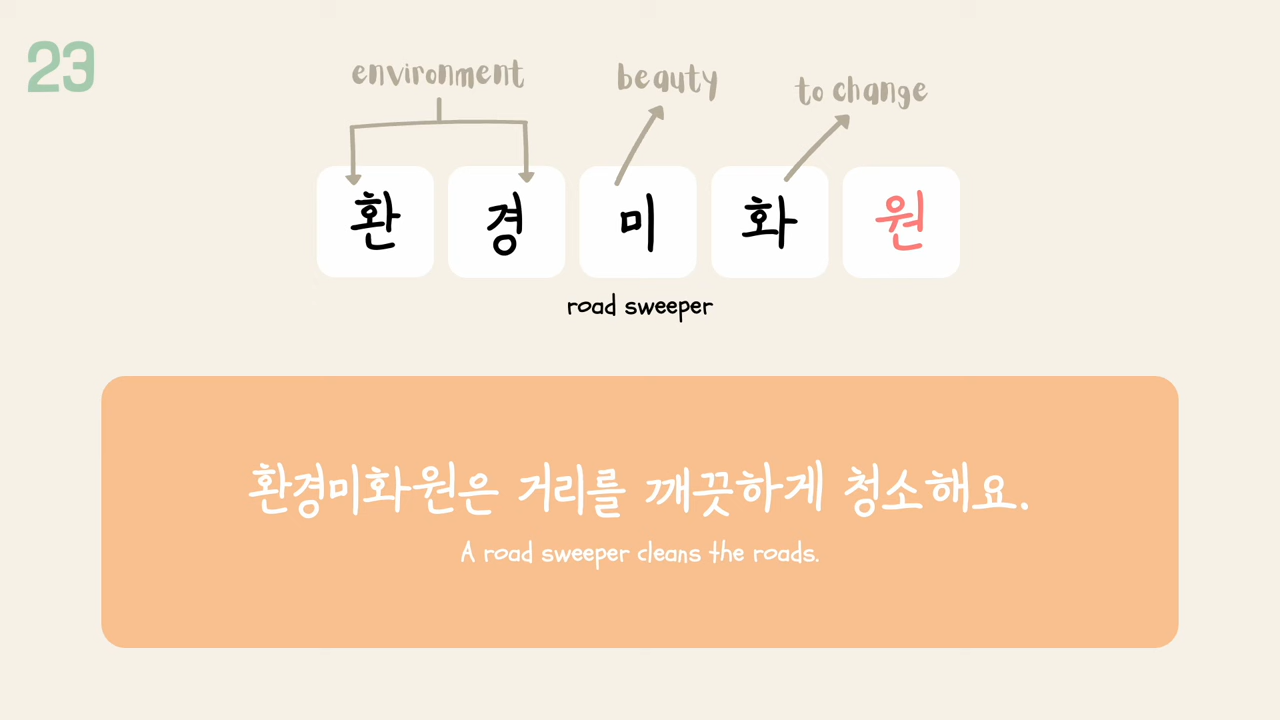 23
environment
beauty
to change
환경미화원
road sweeper
환경미화원은 거리를 깨끗하게 청소해요.
A road sweeper cleans the roads.